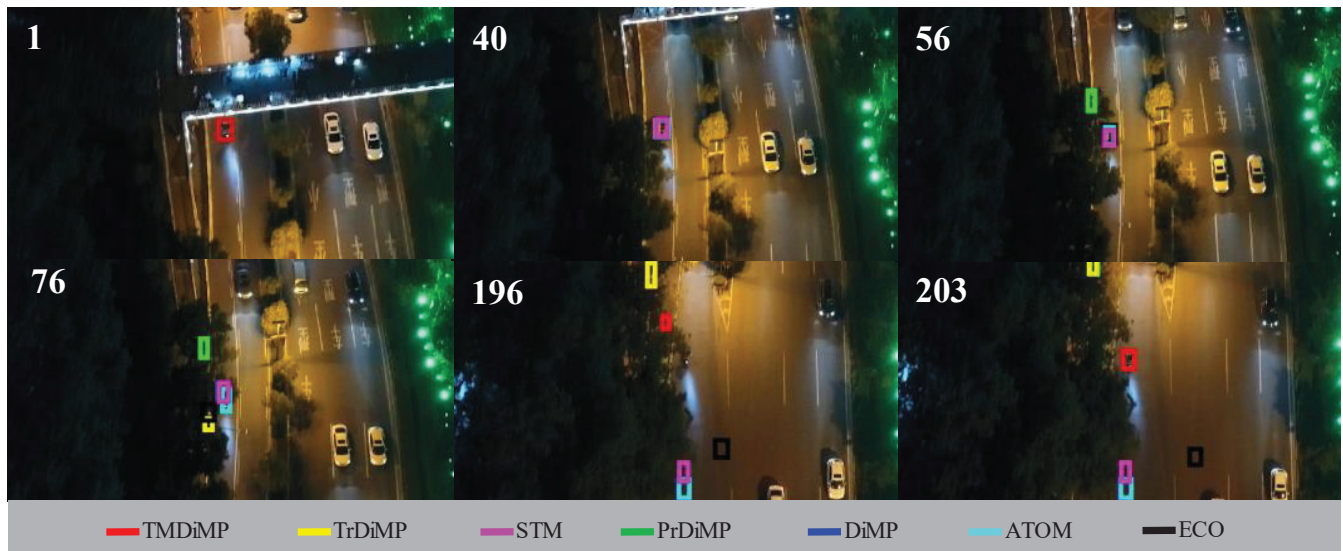 1
40
56
76
196
203
TMDiMP
TrDiMP
STM
PrDiMP
DiMP
ATOM
ECO